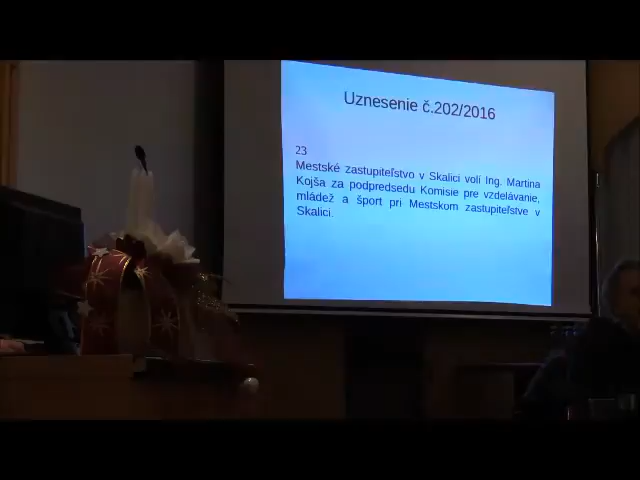 Uznesenie č.202/2016
23
Mestské zastupiteľstvo v Skalici volí Ing. Martina
Kojša za podpredsedu Komisie pre vzdelávanie,
mládež a šport pri Mestskom zastupiteľstve v
Skalici.